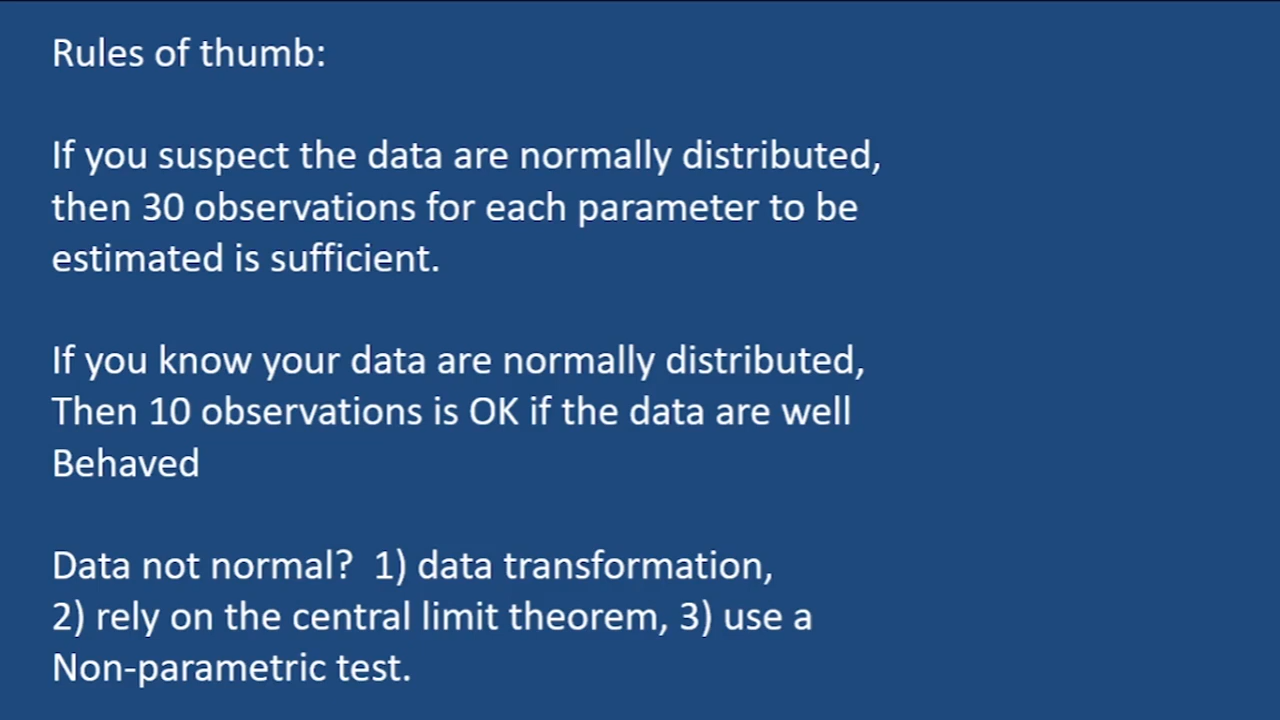 Rules of thumb:
If you suspect the data are normally distributed,
then 30 observations for each parameter to be
estimated is sufficient.
If you know your data are normally distributed,
Then 10 observations is OK if the data are well
Behaved
Data not normal?  1) data transformation,
2) rely on the central limit theorem, 3) use a
Non-parametric test.